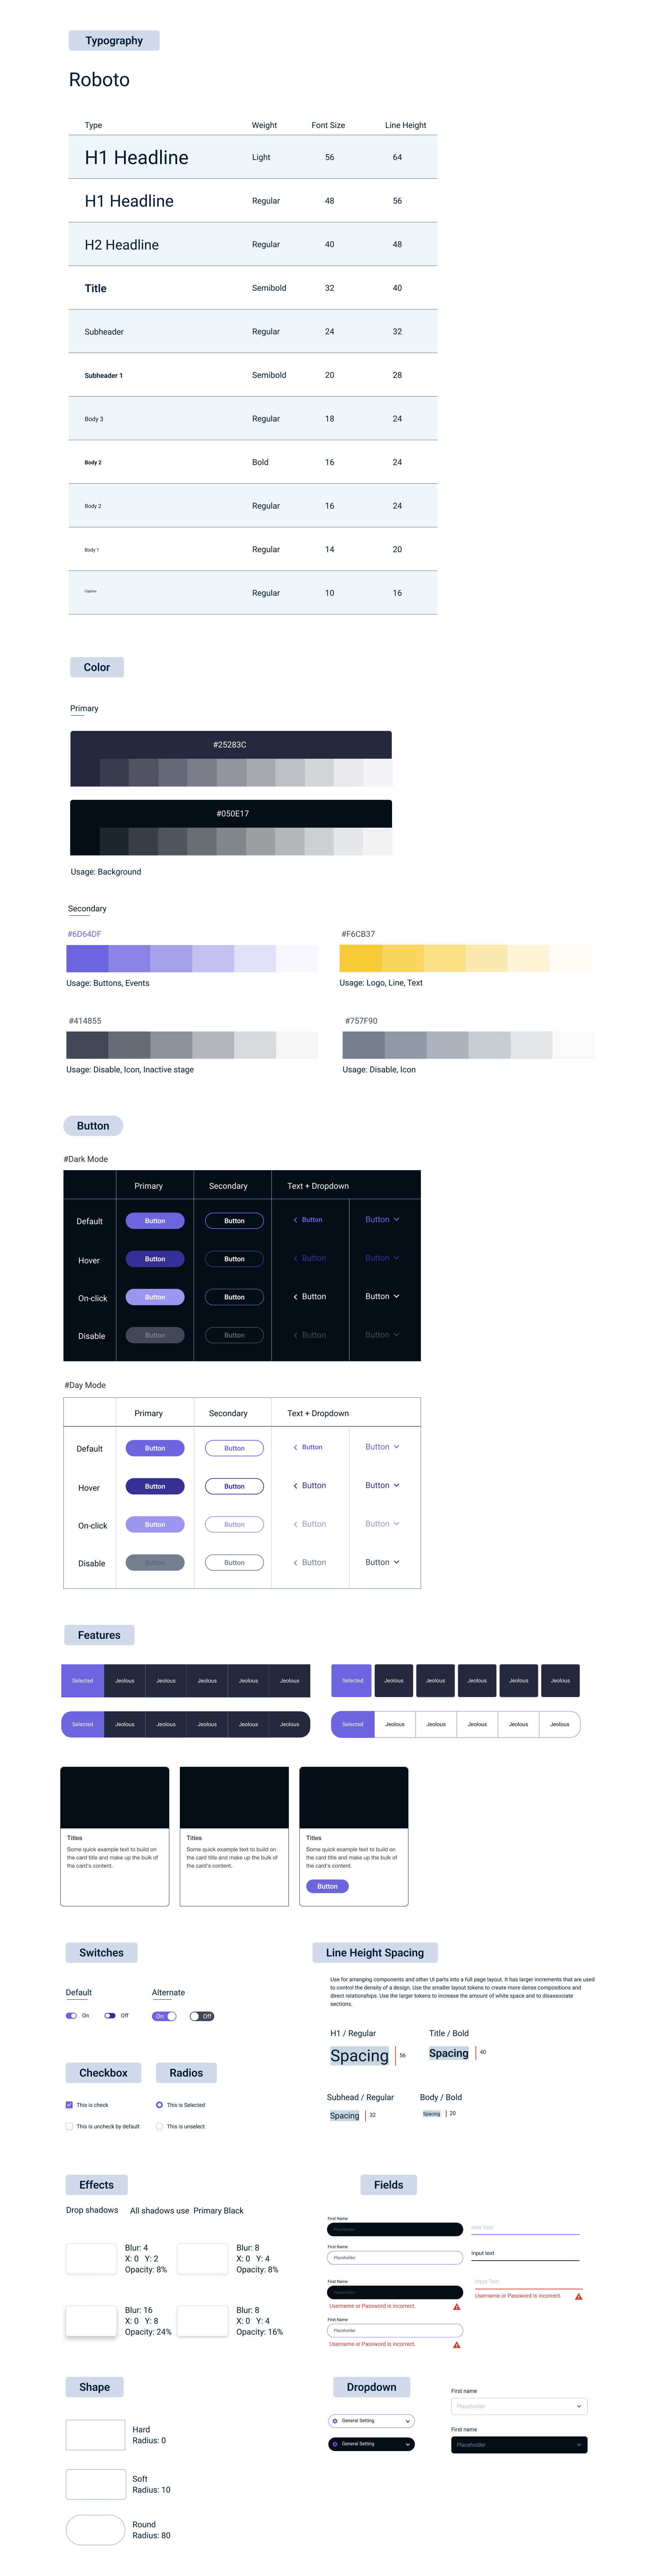 Typography
Roboto
Type Weight Font Size Line Height
H1 Headline Light 56 64
H1 Headline Regular 48 56
H2 Headline Regular 40 48
Title Semibold 32 40
Subheader Regular 24 32
Subheader 1 Semibold 20 28
Body 3 Regular 18 24
Body 2 Bold 16 24
Body 2 Regular 16 24
Body 1 Regular 14 20
Caption Regular 10 16
Color
Primary
#25283C
#050E17
Usage: Background
Secondary
#6D64DF
Usage: Buttons, Events
#F6CB37
Usage: Logo, Line, Text
#414855
Usage: Disable, Icon, Inactive stage
#757F90
Usage: Disable, Icon
Button
#Dark Mode
Primary Secondary Text + Dropdown
Default Button Button Button Button
Hover Button Button Button Button
On-click Button Button Button Button
Disable Button Button Button Button
#Day Mode
Primary Secondary Text + Dropdown
Default Button Button Button Button
Hover Button Button Button Button
On-click Button Button Button Button
Disable Button Button Button Button
Features
Selected Jeolous Jeolous Jeolous Jeolous Jeolous
Selected Jeolous Jeolous Jeolous Jeolous Jeolous
Selected Jeolous Jeolous Jeolous Jeolous Jeolous
Selected Jeolous Jeolous Jeolous Jeolous Jeolous
Titles
Some quick example text to build on
the card title and make up the bulk of
the card's content.
Titles
Some quick example text to build on
the card title and make up the bulk of
the card's content.
Titles
Some quick example text to build on
the card title and make up the bulk of
the card's content.
Button
Switches
Default
On Off
Alternate
On Off
Checkbox
This is check
This is uncheck by default
Radios
This is Selected
This is unselect
Line Height Spacing
Use for arranging components and other UI parts into a full page layout. It has larger increments that are used
to control the density of a design. Use the smaller layout tokens to create more dense compositions and
direct relationships. Use the larger tokens to increase the amount of white space and to disassociate
sections.
H1 / Regular
Spacing 56
Title / Bold
Spacing 40
Subhead / Regular
Spacing 32
Body / Bold
Spacing 20
Effects
Drop shadows All shadows use Primary Black
Blur: 4
X: 0 Y: 2
Opacity: 8%
Blur: 8
X: 0 Y: 4
Opacity: 8%
Blur: 16
X: 0 Y: 8
Opacity: 24%
Blur: 8
X: 0 Y: 4
Opacity: 16%
Fields
First Name
Placeholder
First Name
Placeholder
First Name
Placeholder
Username or Password is incorrect.
First Name
Placeholder
Username or Password is incorrect.
Hint Text
Input text
Input Text
Username or Password is incorrect.
Shape
Hard
Radius: 0
Soft
Radius: 10
Round
Radius: 80
Dropdown
General Setting
General Setting
First name
Placeholder
First name
Placeholder